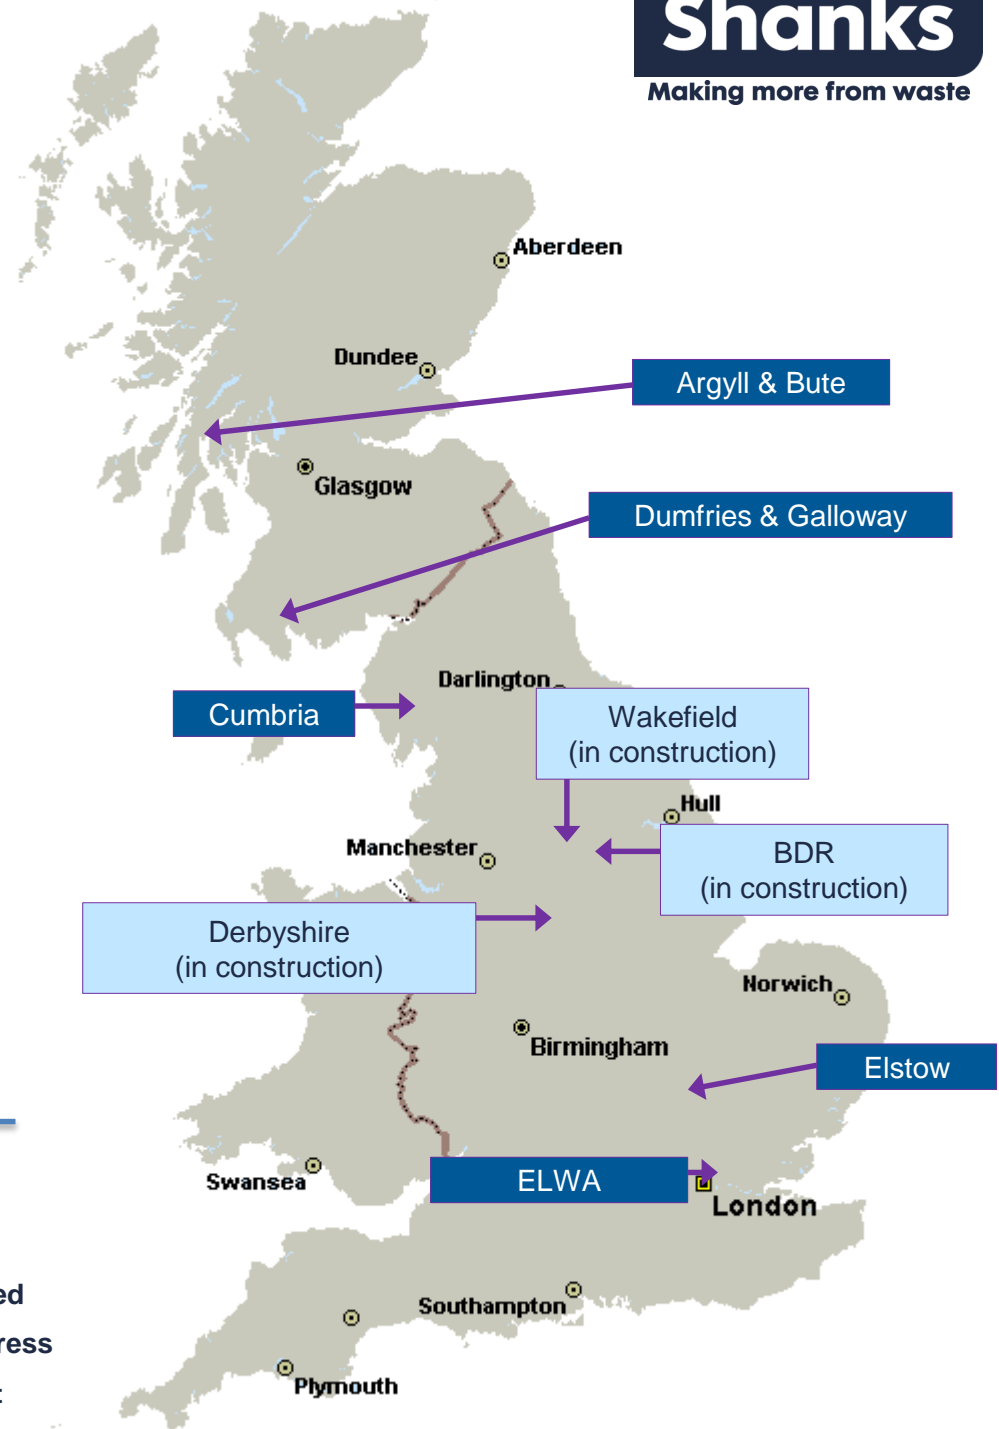 Shanks
Making more from waste
Aberdeen
Dundee
Argyll & Bute
Glasgow
Dumfries & Galloway
Darlington
Cumbria
Wakefield
(in construction)
Hull
Manchester
BDR
(in construction)
Derbyshire
(in construction)
Norwich
Birmingham
Elstow
Swansea
ELWA
London
Southampton
Plymouth
ed
ress